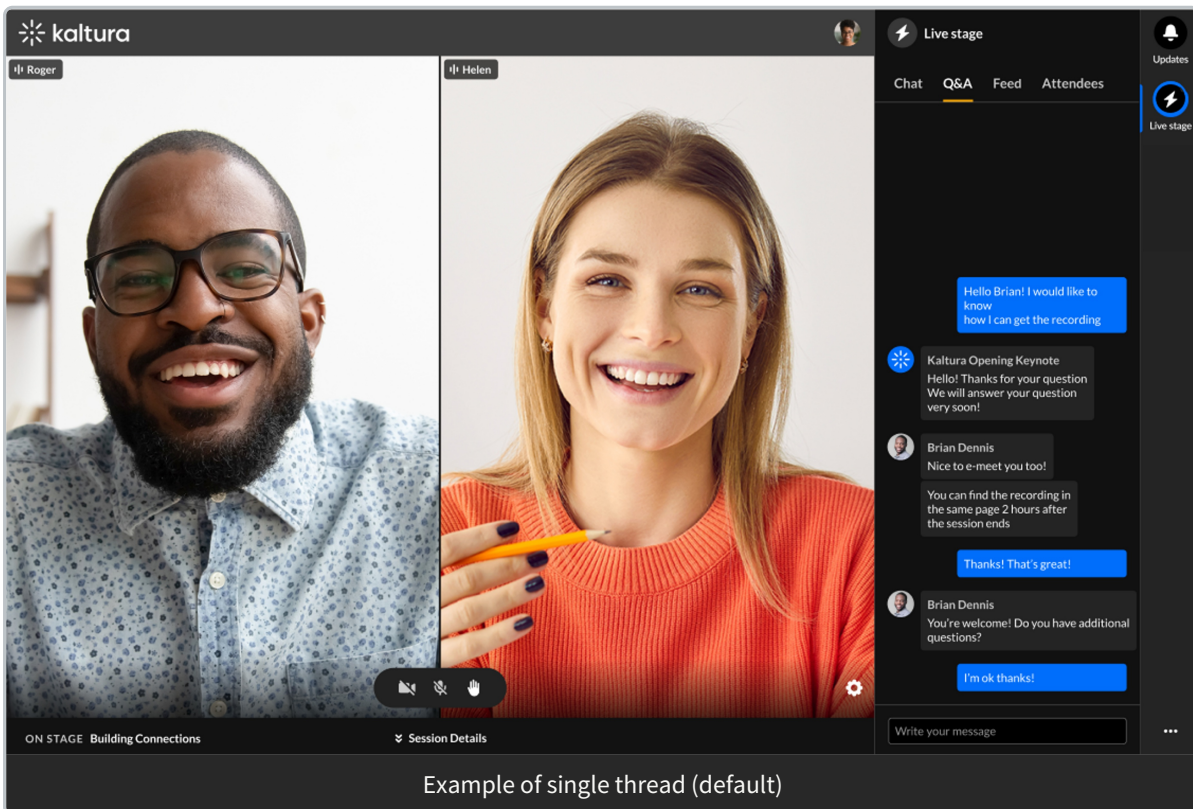 kaltura
Roger
Helen
ON STAGE Building Connections
Session Details
Live stage
Chat Q&A Feed Attendees
Hello Brian! I would like to
know
how I can get the recording
Kaltura Opening Keynote
Hello! Thanks for your question
We will answer your question
very soon!
Brian Dennis
Nice to e-meet you too!
You can find the recording in
the same page 2 hours after
the session ends
Thanks! That's great!
Brian Dennis
You're welcome! Do you have additional
questions?
I'm ok thanks!
Write your message
Updates
Live stage
Example of single thread (default)